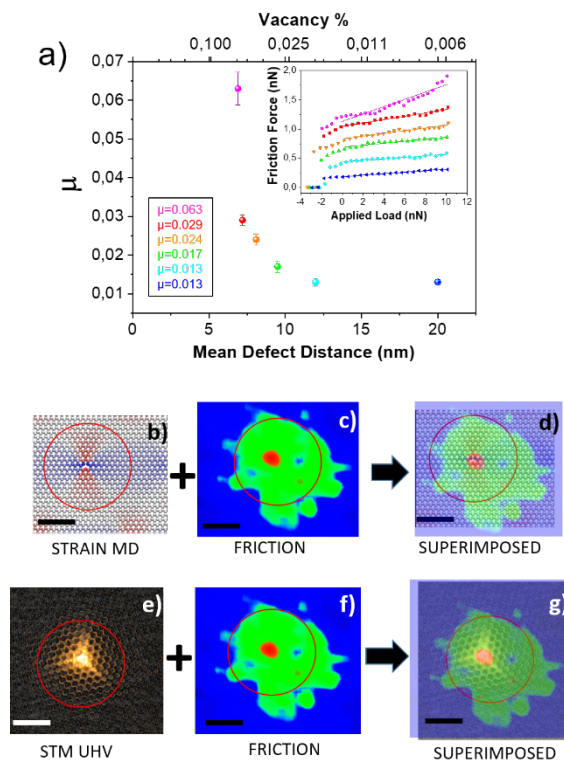 Vacancy %
0,100 0,025 0,011 0,006
a)
0,07
0,06
0,05
0,04
0,03
0,02
0,01
μ
μ=0.063
μ=0.029
μ=0.024
μ=0.017
μ=0.013
μ=0.013
Friction Force (nN)
2,0
1,5
1,0
0,5
0,0
-4 -2 0 2 4 6 8 10 12
Applied Load (nN)
0 5 10 15 20
Mean Defect Distance (nm)
b) c) d)
STRAIN MD FRICTION SUPERIMPOSED
e) f) g)
STM UHV FRICTION SUPERIMPOSED